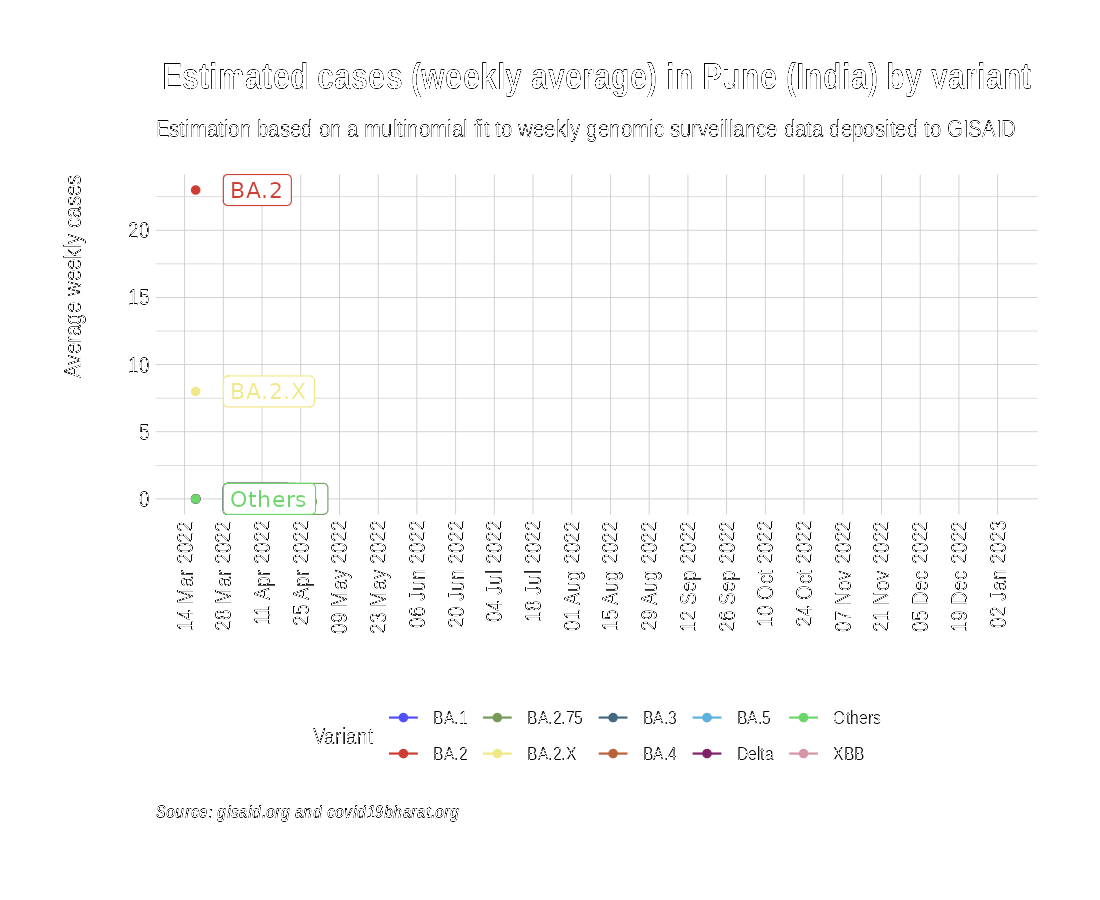 Estimated cases (weekly average) in Pune (India) by variant
Estimation based on a multinomial fit to weekly genomic surveillance data deposited to GISAID
Average weekly cases
20
15
10
5
0
BA.2
BA.2.X
Others
14 Mar 2022
28 Mar 2022
11 Apr 2022
25 Apr 2022
09 May 2022
23 May 2022
06 Jun 2022
20 Jun 2022
04 Jul 2022
18 Jul 2022
01 Aug 2022
15 Aug 2022
29 Aug 2022
12 Sep 2022
26 Sep 2022
10 Oct 2022
24 Oct 2022
07 Nov 2022
21 Nov 2022
05 Dec 2022
19 Dec 2022
02 Jan 2023
Variant
BA.1 BA.2.75 BA.3 BA.5 Others
BA.2 BA.2.X BA.4 Delta XBB
Source: gisaid.org and covid19bharat.org